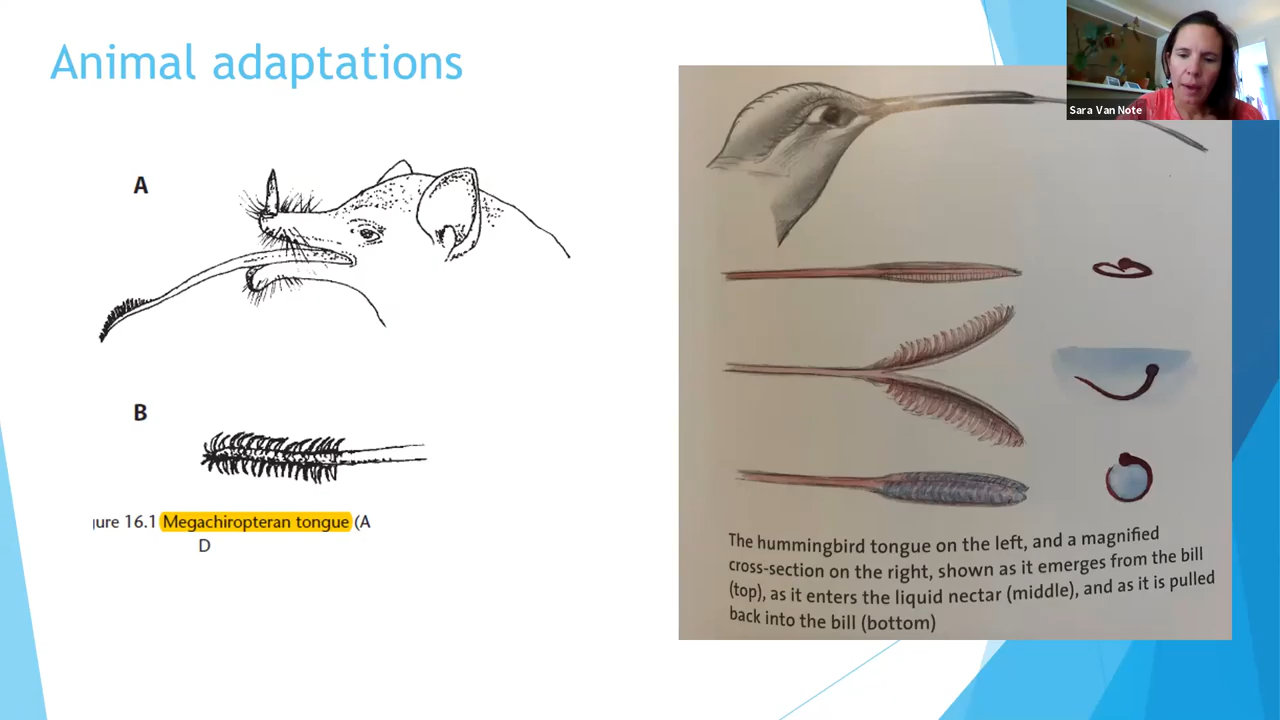 Animal adaptations
Sara Van Note
A
B
gure 16.1 Megachiropteran tongue (A
D
The hummingbird tongue on the left, and a magnified
cross-section on the right, shown as it emerges from the bill
(top), as it enters the liquid nectar (middle), and as it is pulled
back into the bill (bottom)